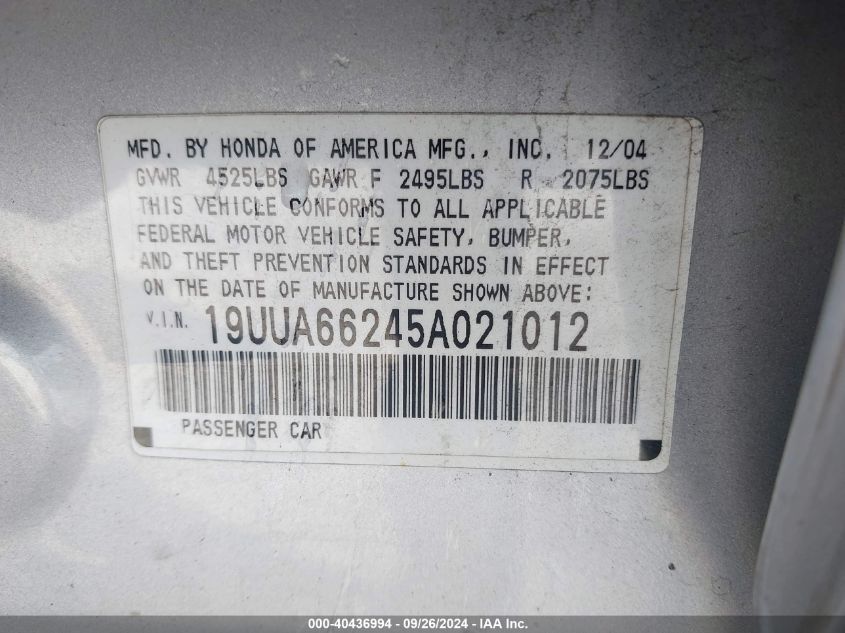 MFD. BY HONDA OF AMERICA MFG., INC. 12/04
GVWR 4525LBS GAWR F 2495LBS R 2075LBS
THIS VEHICLE CONFORMS TO ALL APPLICABLE
FEDERAL MOTOR VEHICLE SAFETY, BUMPER,
AND THEFT PREVENTION STANDARDS IN EFFECT
ON THE DATE OF MANUFACTURE SHOWN ABOVE:
V.I.N. 19UUA66245A021012
PASSENGER CAR
000-40436994 - 09/26/2024 - IAA Inc.